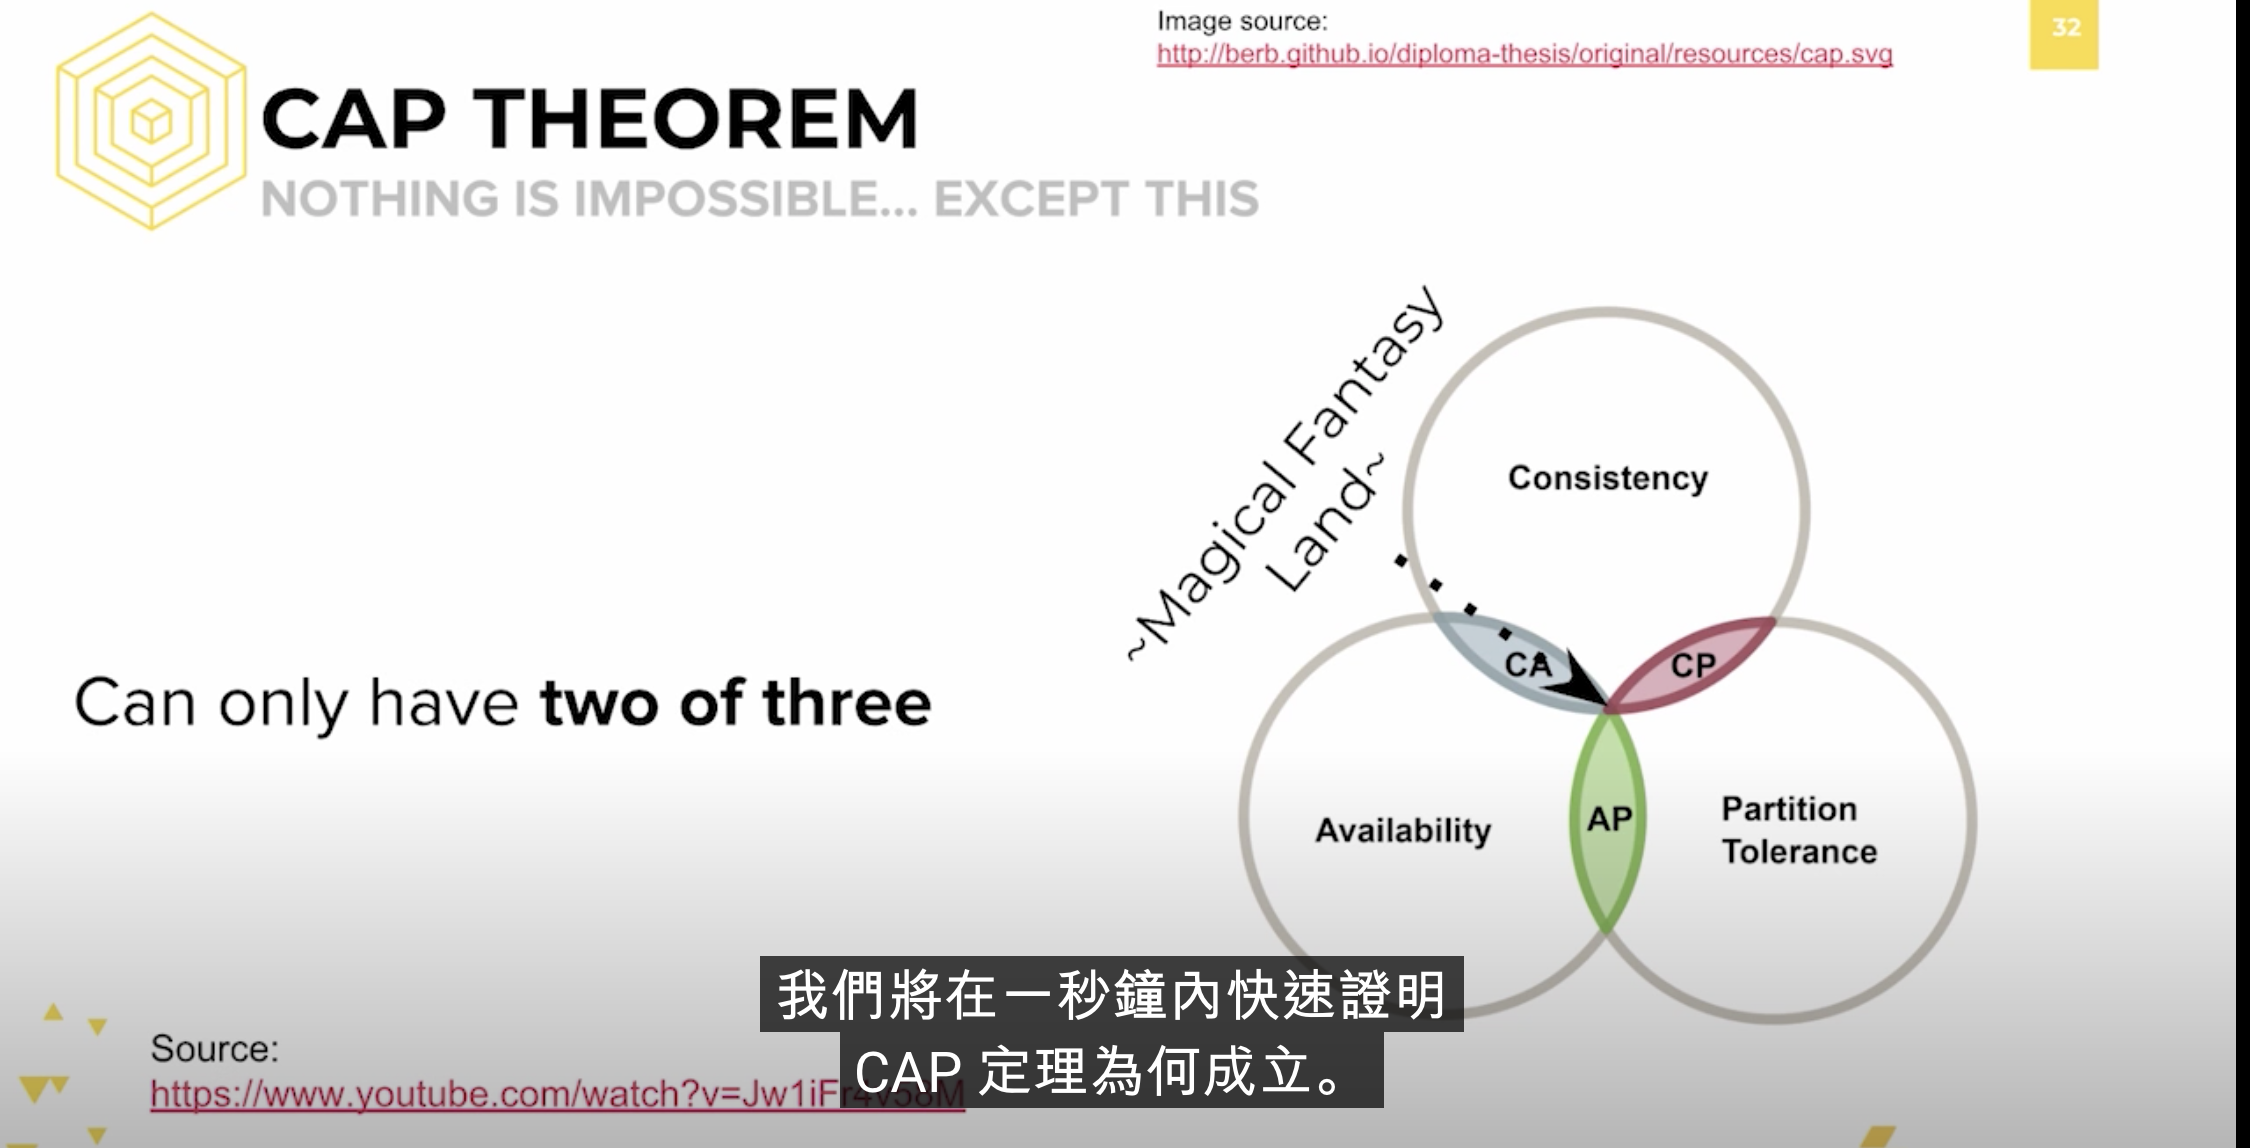 Image source:
http://berb.github.io/diploma-thesis/original/resources/cap.svg
32
CAP THEOREM
NOTHING IS IMPOSSIBLE... EXCEPT THIS
~Magical Fantasy
Land~
Consistency
CA
CP
Can only have two of three
Availability
AP
Partition
Tolerance
我們將在一秒鐘內快速證明
CAP 定理為何成立。
Source:
https://www.youtube.com/watch?v=Jw1iFr4v58M